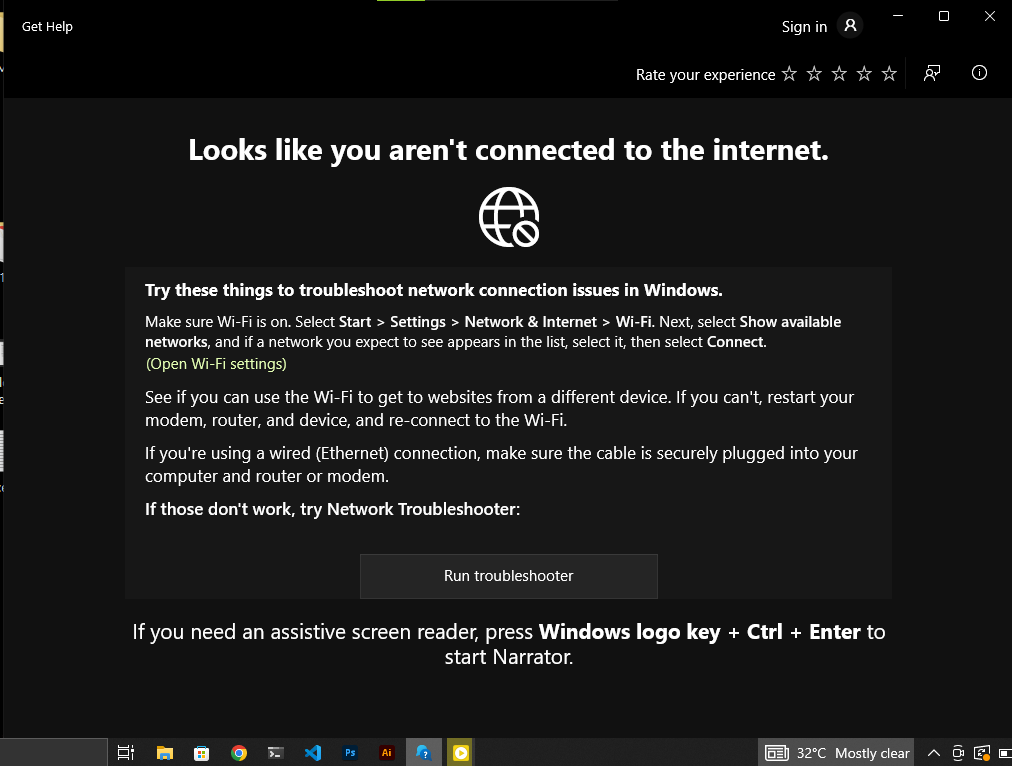 Get Help
Sign in
Rate your experience
Looks like you aren't connected to the internet.
Try these things to troubleshoot network connection issues in Windows.
Make sure Wi-Fi is on. Select Start > Settings > Network & Internet > Wi-Fi. Next, select Show available
networks, and if a network you expect to see appears in the list, select it, then select Connect.
(Open Wi-Fi settings)
See if you can use the Wi-Fi to get to websites from a different device. If you can't, restart your
modem, router, and device, and re-connect to the Wi-Fi.
If you're using a wired (Ethernet) connection, make sure the cable is securely plugged into your
computer and router or modem.
If those don't work, try Network Troubleshooter:
Run troubleshooter
If you need an assistive screen reader, press Windows logo key + Ctrl + Enter to
start Narrator.
Ps
Ai
32°C Mostly clear